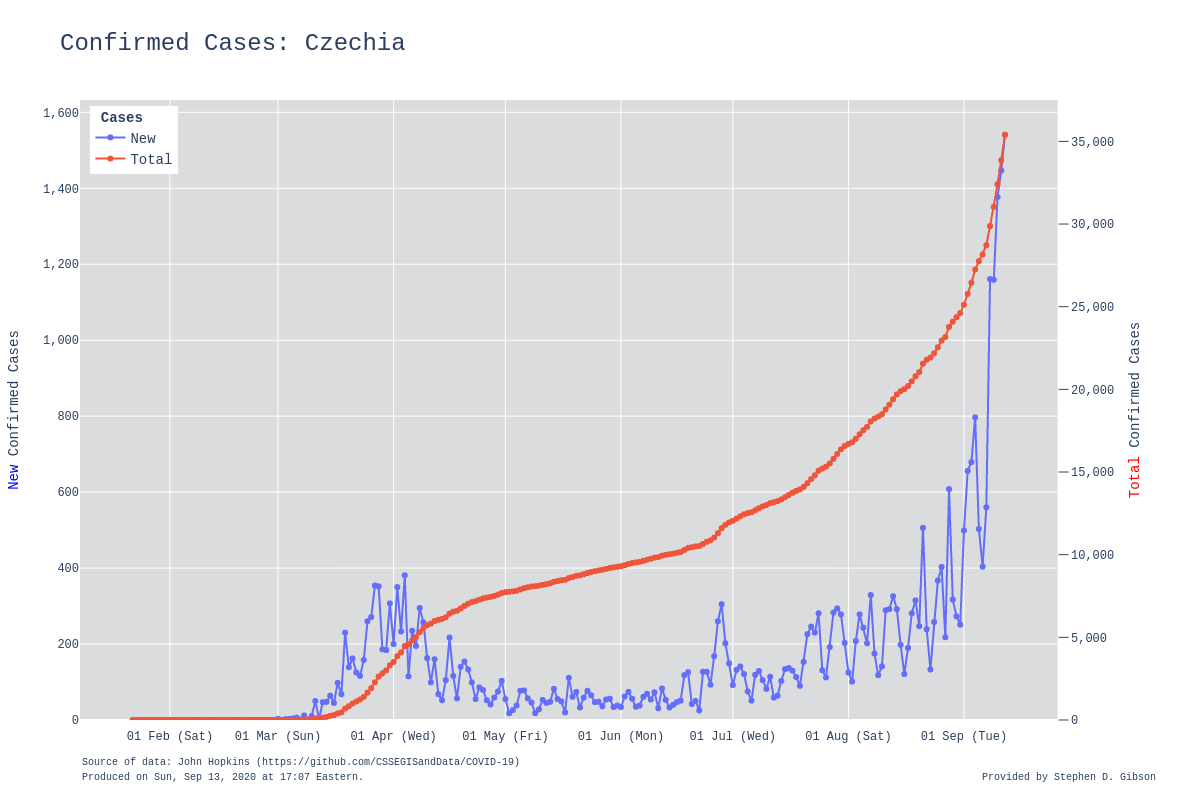 Confirmed Cases: Czechia
Cases
New
Total
1,600
1,400
1,200
1,000
800
600
400
200
0
35,000
30,000
25,000
20,000
15,000
10,000
5,000
0
New Confirmed Cases
Total Confirmed Cases
01 Feb (Sat)
01 Mar (Sun)
01 Apr (Wed)
01 May (Fri)
01 Jun (Mon)
01 Jul (Wed)
01 Aug (Sat)
01 Sep (Tue)
Source of data: John Hopkins (https://github.com/CSSEGISandData/COVID-19)
Produced on Sun, Sep 13, 2020 at 17:07 Eastern.
Provided by Stephen D. Gibson